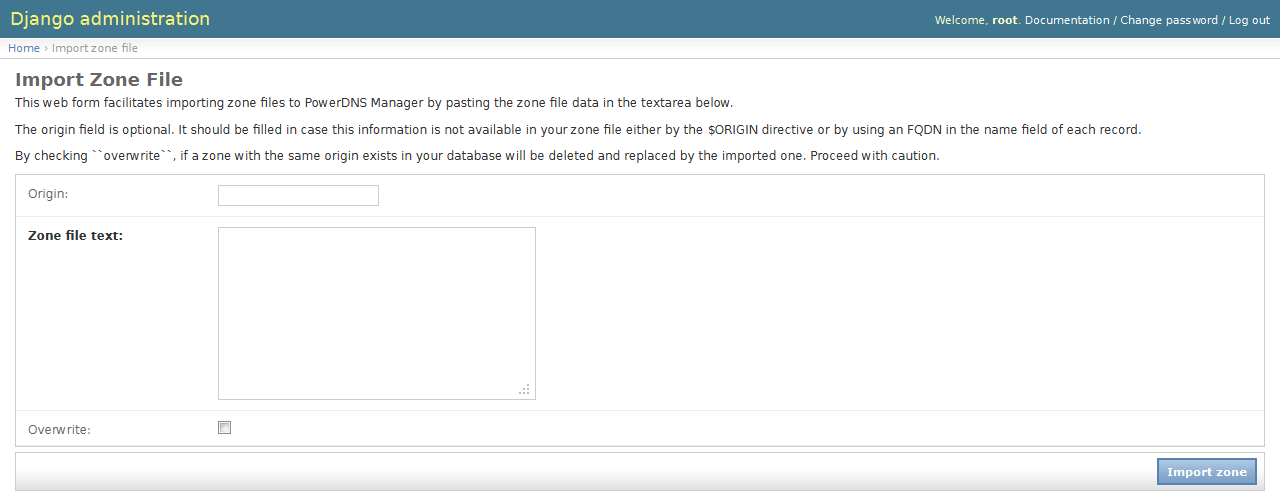 Django administration
Welcome, root. Documentation / Change password / Log out
Home › Import zone file
Import Zone File
This web form facilitates importing zone files to PowerDNS Manager by pasting the zone file data in the textarea below.
The origin field is optional. It should be filled in case this information is not available in your zone file either by the $ORIGIN directive or by using an FQDN in the name field of each record.
By checking ``overwrite``, if a zone with the same origin exists in your database will be deleted and replaced by the imported one. Proceed with caution.
Origin:
Zone file text:
Overwrite:
Import zone